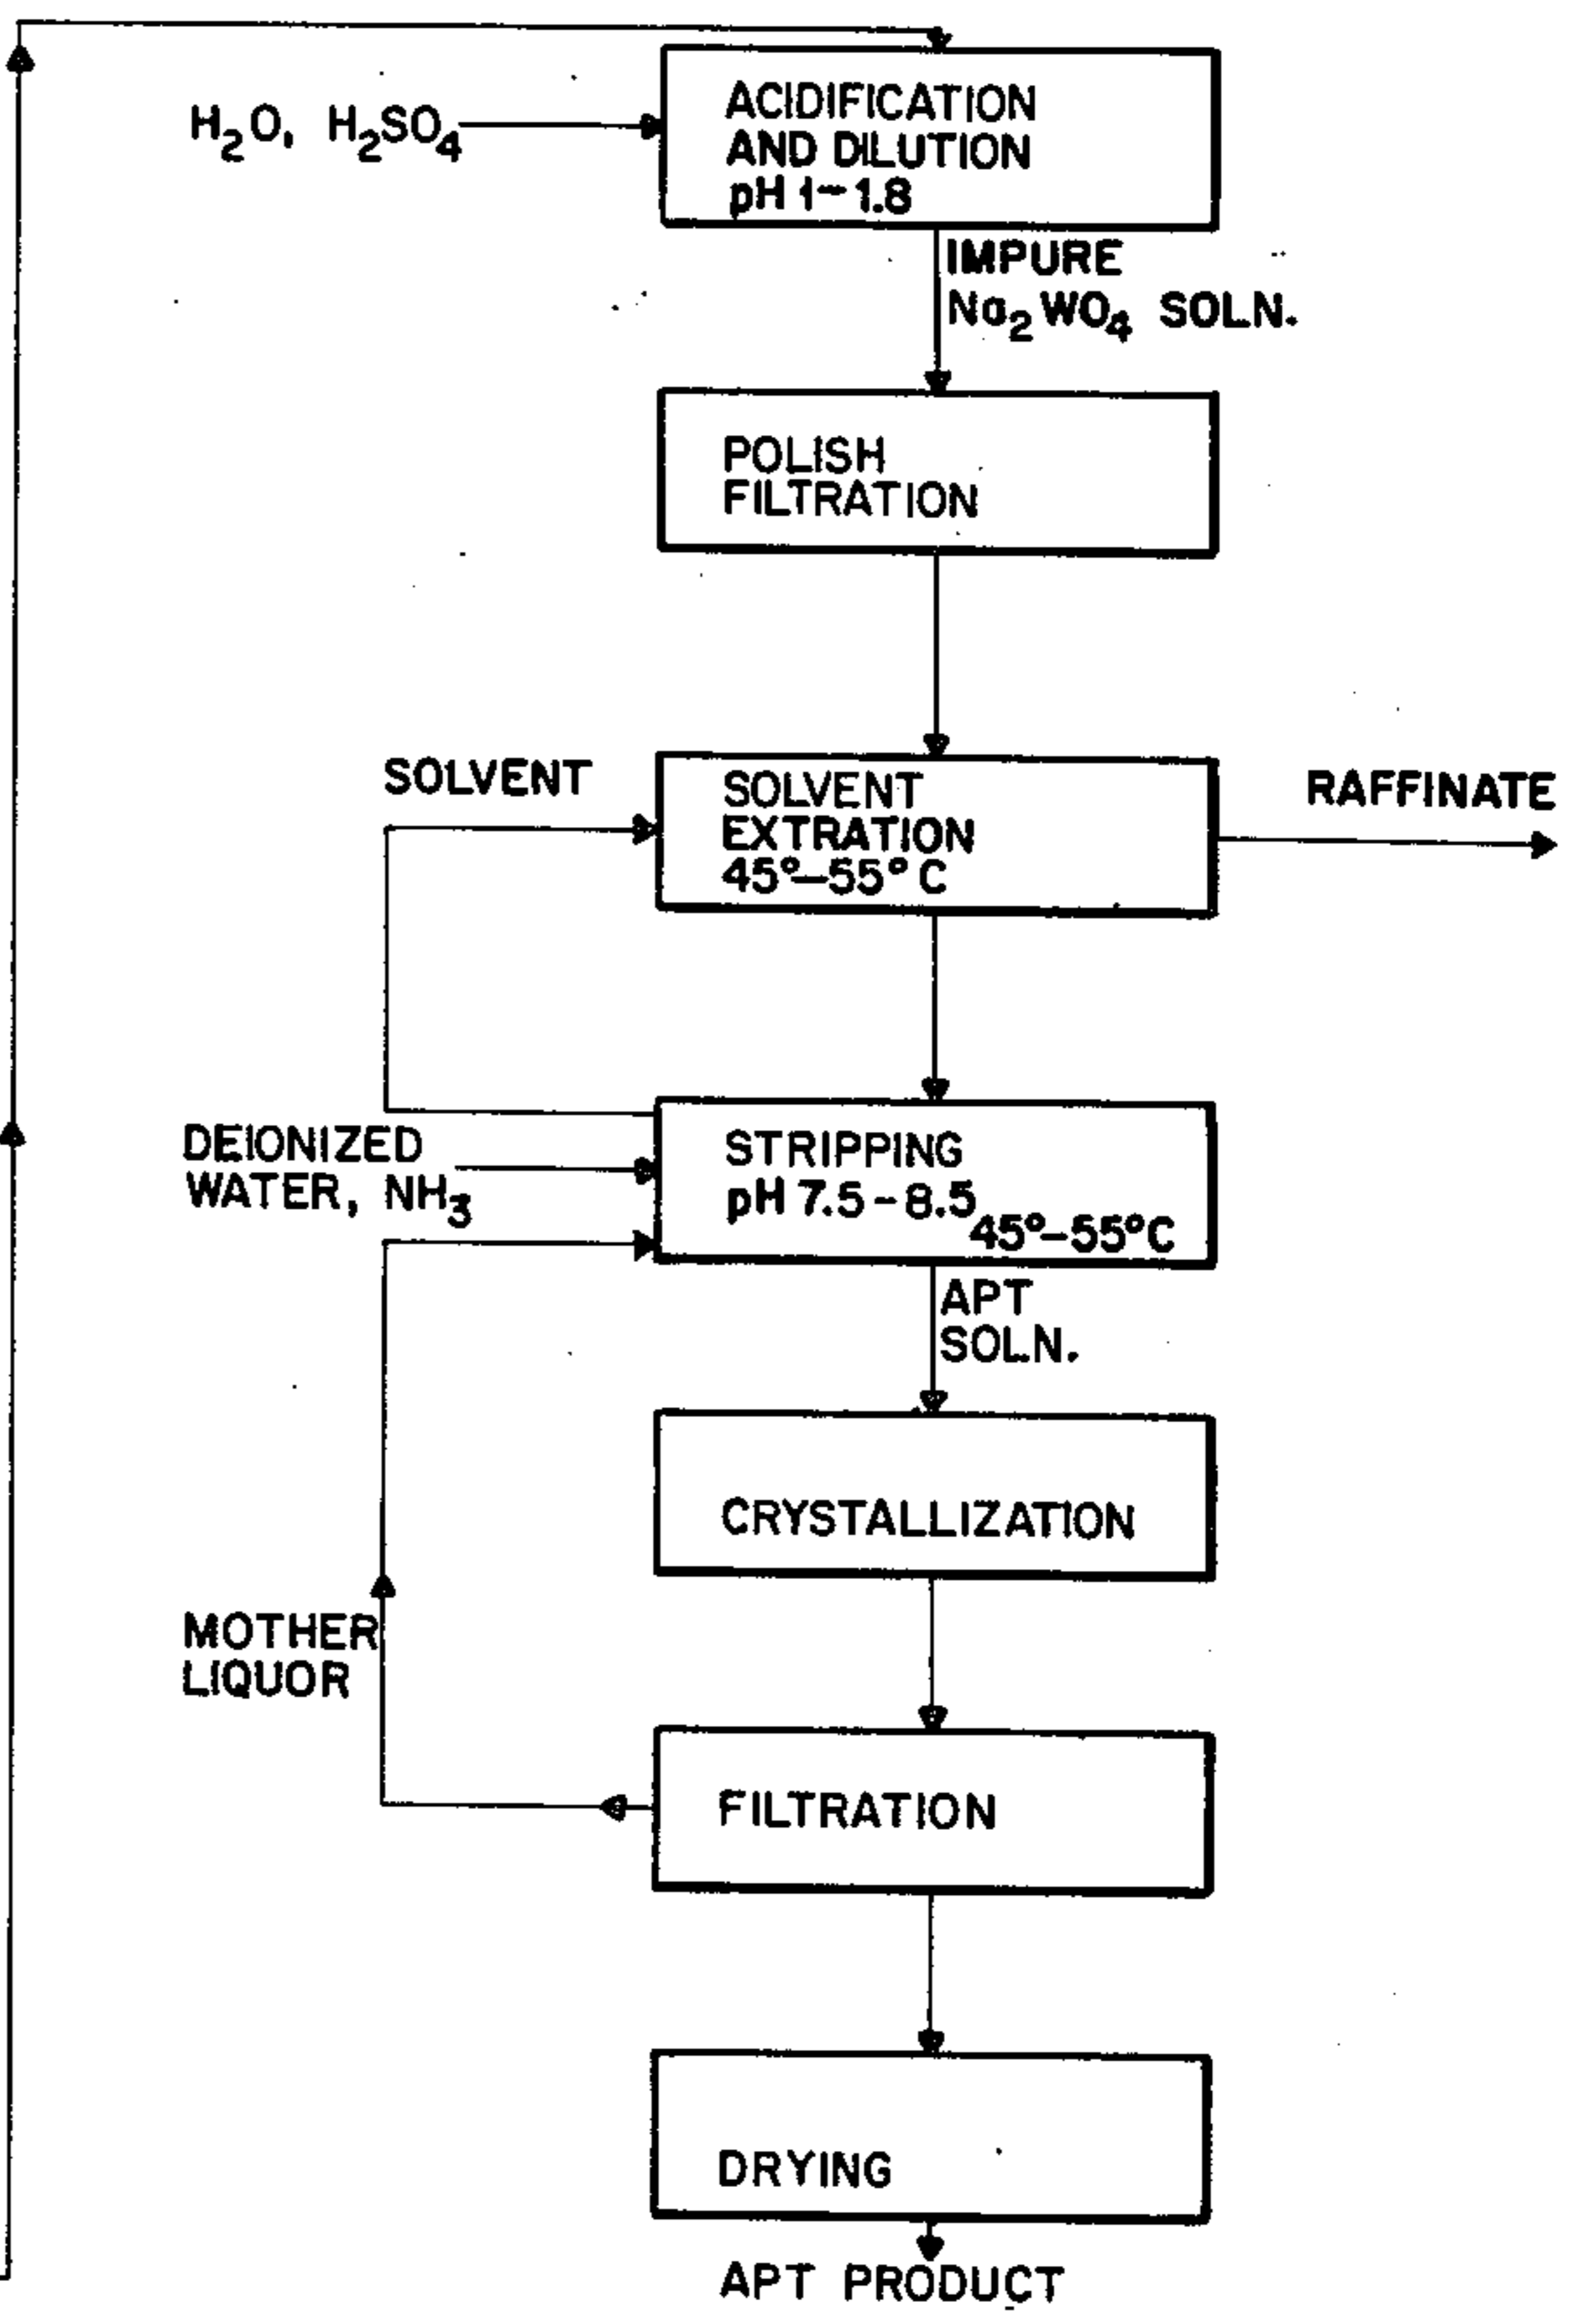 H₂O, H₂SO₄
ACIDIFICATION
AND DILUTION
pH 1-1.8
IMPURE
Na₂WO₄ SOLN.
POLISH
FILTRATION
SOLVENT
SOLVENT
EXTRATION
45°-55°C
RAFFINATE
DEIONIZED
WATER, NH₃
STRIPPING
pH 7.5-8.5
45°-55°C
APT
SOLN.
CRYSTALLIZATION
MOTHER
LIQUOR
FILTRATION
DRYING
APT PRODUCT